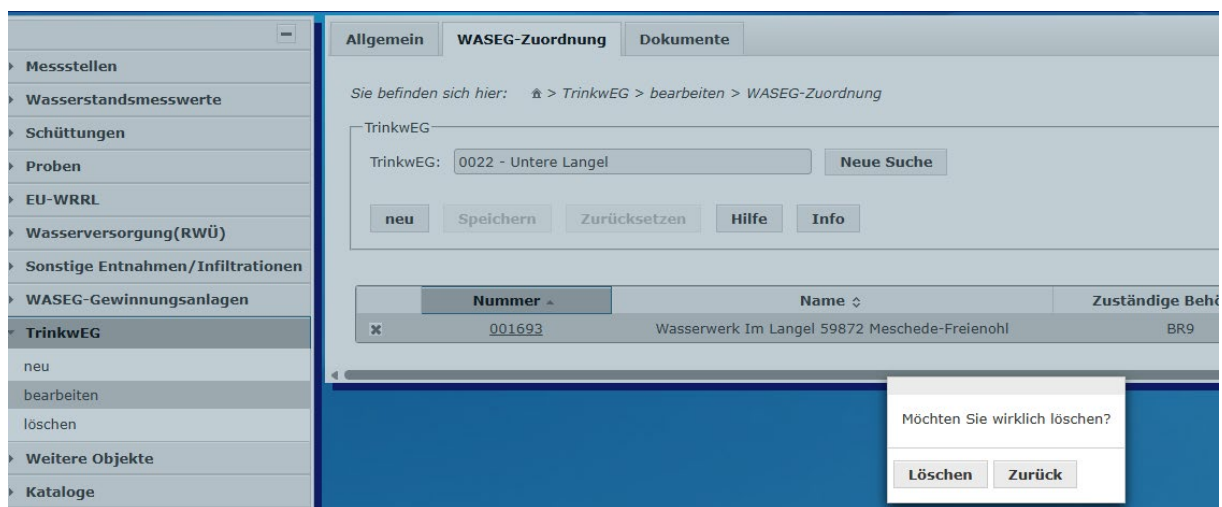 Allgemein WASEG-Zuordnung Dokumente
Messstellen
Wasserstandsmesswerte
Schüttungen
Proben
EU-WRRL
Wasserversorgung(RWÜ)
Sonstige Entnahmen/Infiltrationen
WASEG-Gewinnungsanlagen
TrinkwEG
neu
bearbeiten
löschen
Weitere Objekte
Kataloge
Sie befinden sich hier: > TrinkwEG > bearbeiten > WASEG-Zuordnung
TrinkwEG
TrinkwEG: 0022 - Untere Langel Neue Suche
neu Speichern Zurücksetzen Hilfe Info
Nummer Name Zuständige Behö
001693 Wasserwerk Im Langel 59872 Meschede-Freienohl BR9
Möchten Sie wirklich löschen?
Löschen Zurück